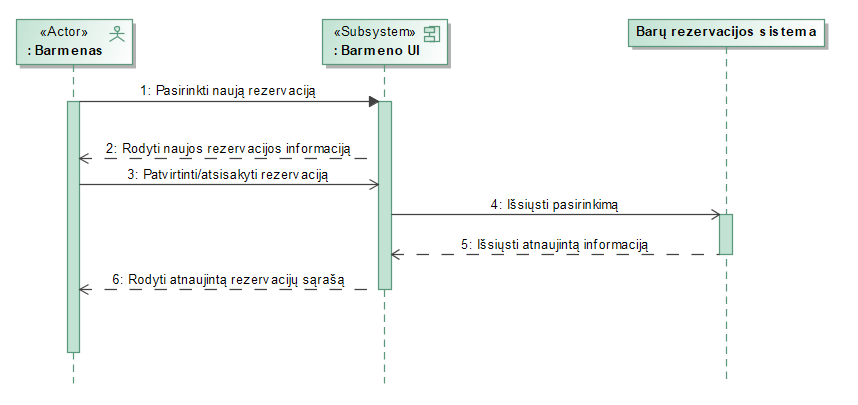 «Actor»
: Barmenas
«Subsystem»
: Barmeno UI
Barų rezervacijos sistema
1: Pasirinkti naują rezervaciją
2: Rodyti naujos rezervacijos informaciją
3: Patvirtinti/atsisakyti rezervaciją
4: Išsiųsti pasirinkimą
5: Išsiųsti atnaujintą informaciją
6: Rodyti atnaujintą rezervacijų sąrašą